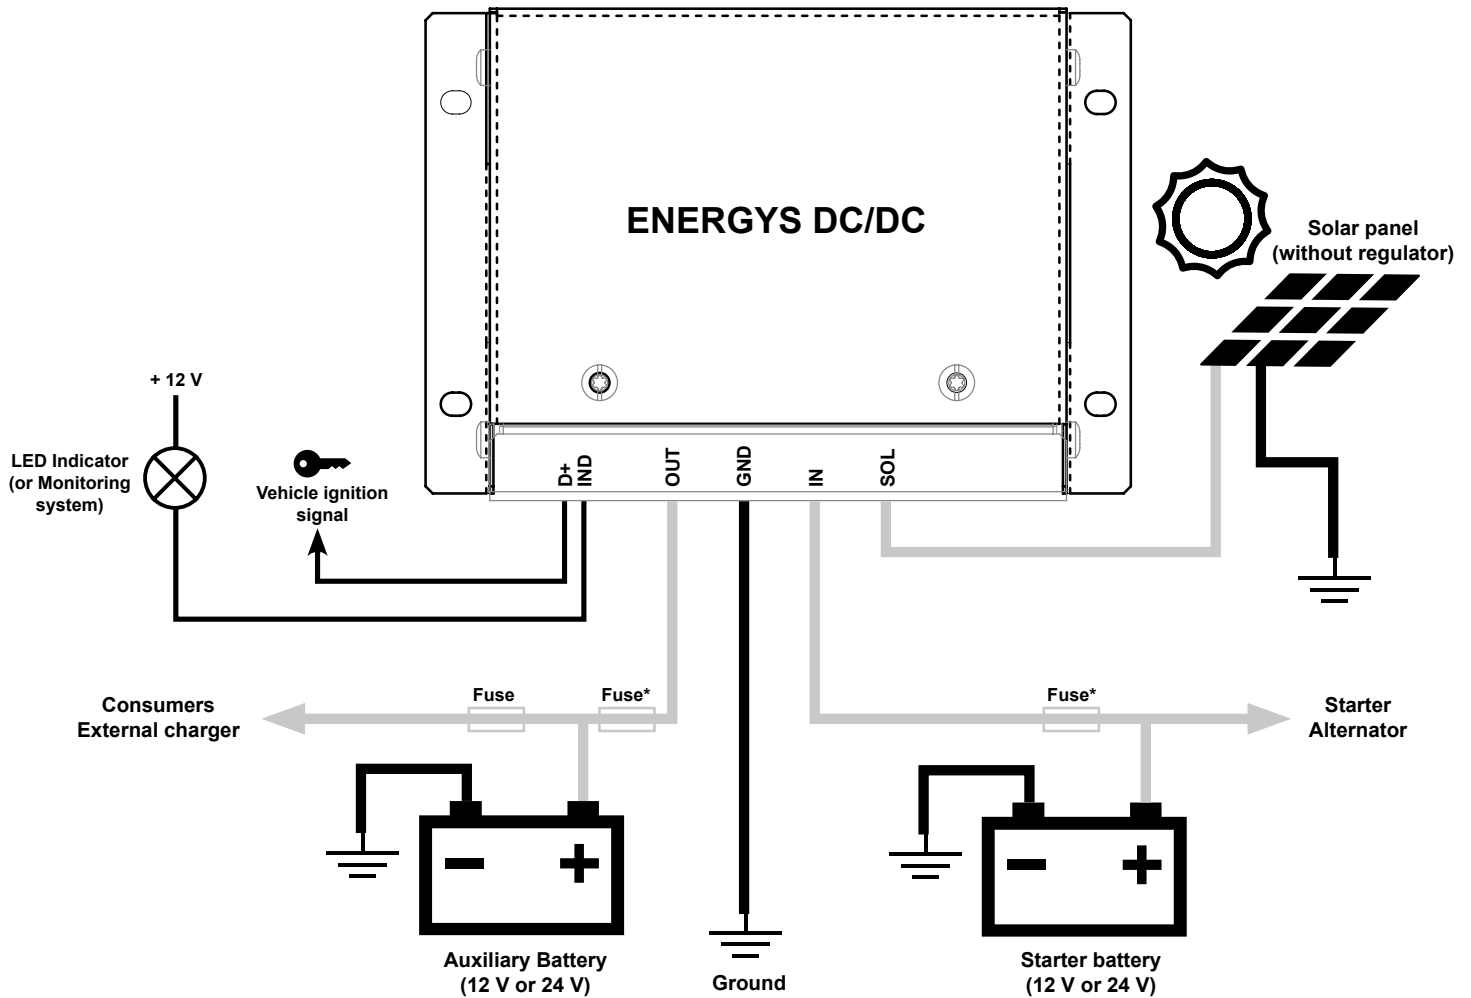 ENERGYS DC/DC
Solar panel
(without regulator)
+ 12 V
LED Indicator
(or Monitoring
system)
Vehicle ignition
signal
D+
IND
OUT
GND
IN
SOL
Consumers
External charger
Fuse
Fuse*
Fuse*
Starter
Alternator
Auxiliary Battery
(12 V or 24 V)
Ground
Starter battery
(12 V or 24 V)